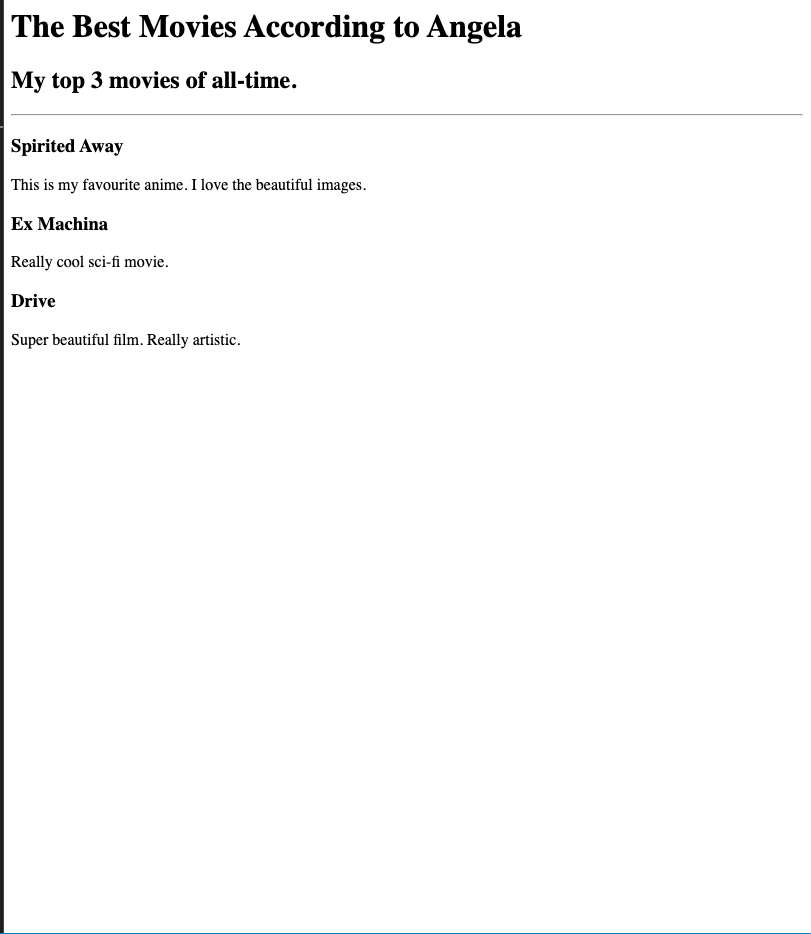 The Best Movies According to Angela
My top 3 movies of all-time.
Spirited Away
This is my favourite anime. I love the beautiful images.
Ex Machina
Really cool sci-fi movie.
Drive
Super beautiful film. Really artistic.